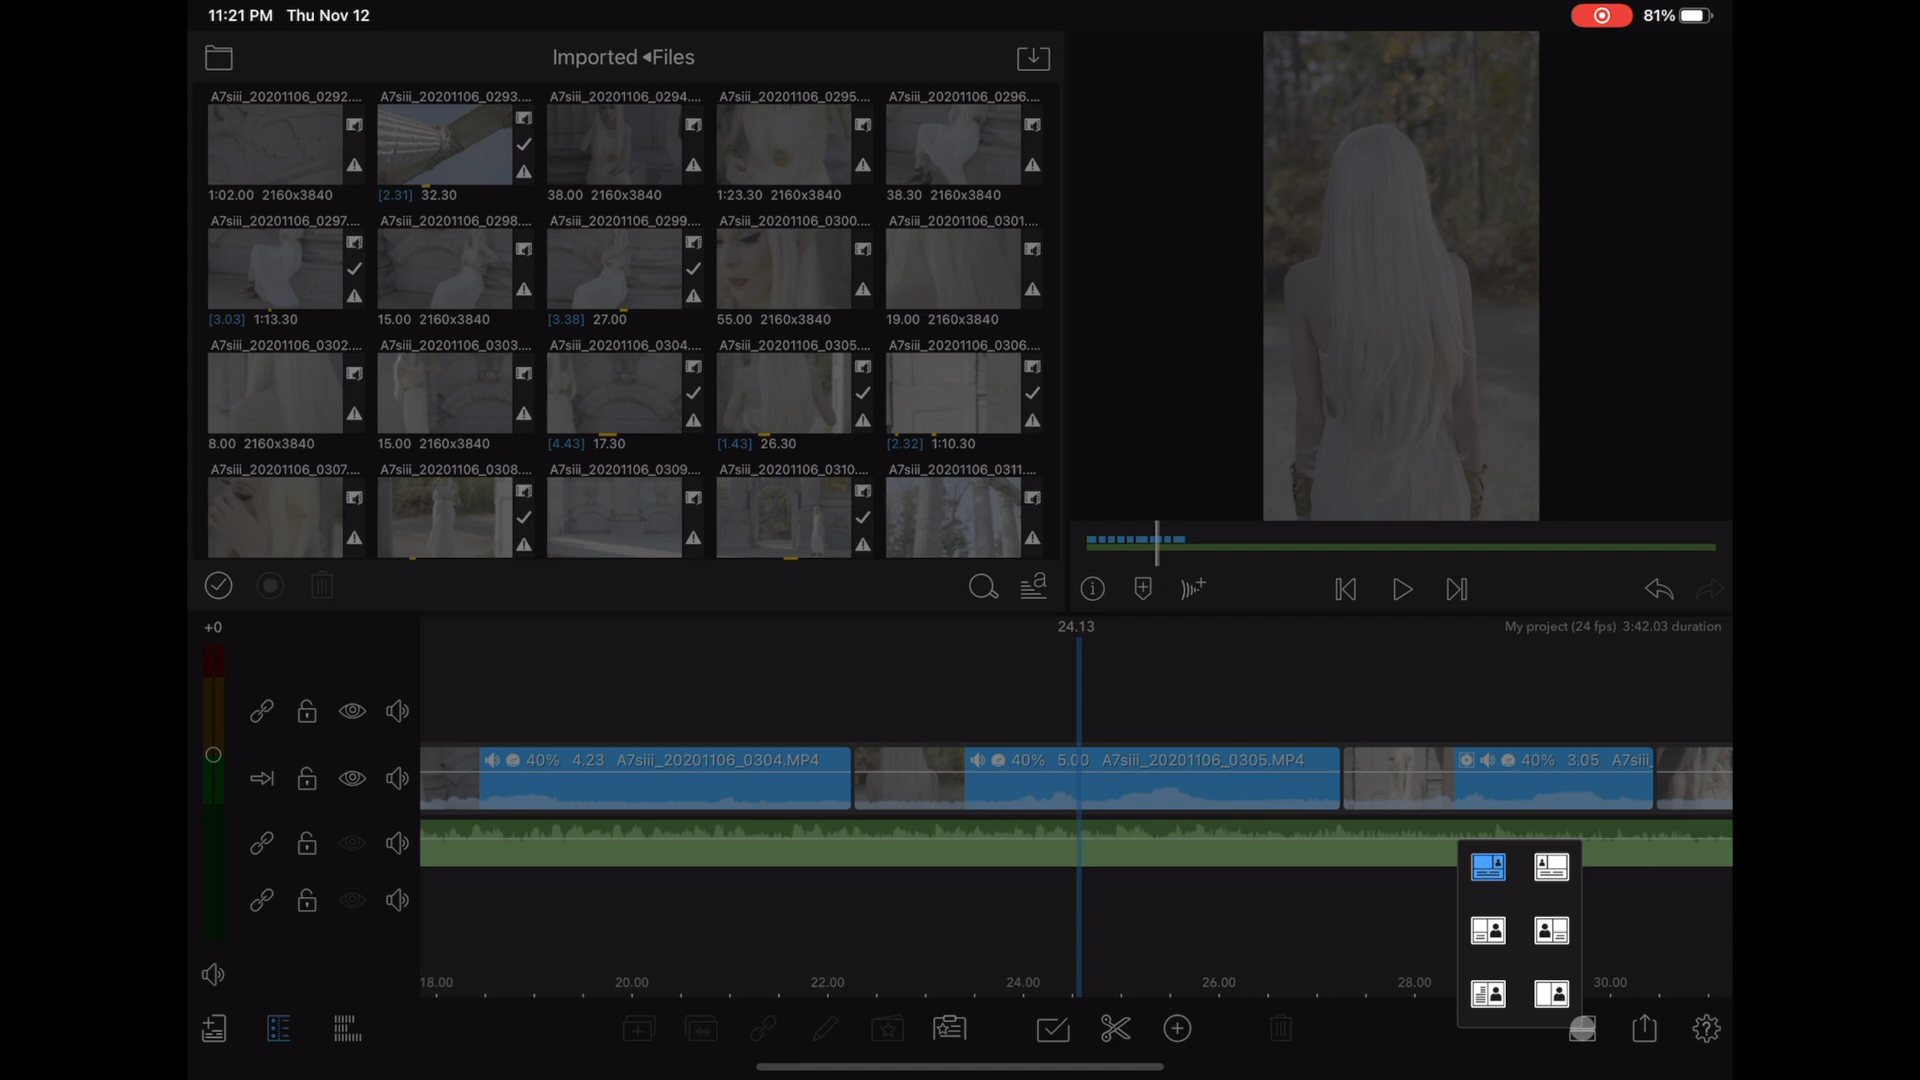 11:21 PM Thu Nov 12
81%
Imported ◂Files
A7siii_20201106_0292.... A7siii_20201106_0293.... A7siii_20201106_0294.... A7siii_20201106_0295.... A7siii_20201106_0296....
1:02.00 2160x3840 [2.31] 32.30 38.00 2160x3840 1:23.30 2160x3840 38.30 2160x3840
A7siii_20201106_0297.... A7siii_20201106_0298.... A7siii_20201106_0299.... A7siii_20201106_0300.... A7siii_20201106_0301....
[3.03] 1:13.30 15.00 2160x3840 [3.38] 27.00 55.00 2160x3840 19.00 2160x3840
A7siii_20201106_0302.... A7siii_20201106_0303.... A7siii_20201106_0304.... A7siii_20201106_0305.... A7siii_20201106_0306....
8.00 2160x3840 15.00 2160x3840 [4.43] 17.30 [1.43] 26.30 [2.32] 1:10.30
A7siii_20201106_0307.... A7siii_20201106_0308.... A7siii_20201106_0309.... A7siii_20201106_0310.... A7siii_20201106_0311....
a
+0
24.13
My project (24 fps) 3:42.03 duration
40% 4.23 A7siii_20201106_0304.MP4
40% 5.00 A7siii_20201106_0305.MP4
40% 3.05 A7siii_
18.00 20.00 22.00 24.00 26.00 28.00 30.00